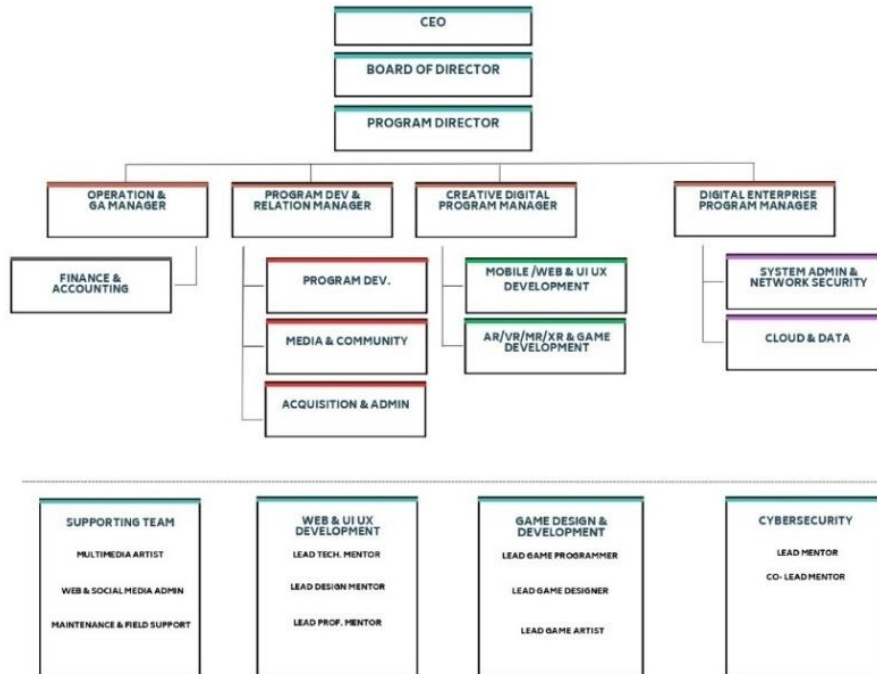 CEO
BOARD OF DIRECTOR
PROGRAM DIRECTOR
OPERATION &
GA MANAGER
PROGRAM DEV &
RELATION MANAGER
CREATIVE DIGITAL
PROGRAM MANAGER
DIGITAL ENTERPRISE
PROGRAM MANAGER
FINANCE &
ACCOUNTING
PROGRAM DEV.
MEDIA & COMMUNITY
ACQUISITION & ADMIN
MOBILE /WEB & UI UX
DEVELOPMENT
AR/VR/MR/XR & GAME
DEVELOPMENT
SYSTEM ADMIN &
NETWORK SECURITY
CLOUD & DATA
SUPPORTING TEAM
MULTIMEDIA ARTIST
WEB & SOCIAL MEDIA ADMIN
MAINTENANCE & FIELD SUPPORT
WEB & UI UX
DEVELOPMENT
LEAD TECH. MENTOR
LEAD DESIGN MENTOR
LEAD PROF. MENTOR
GAME DESIGN &
DEVELOPMENT
LEAD GAME PROGRAMMER
LEAD GAME DESIGNER
LEAD GAME ARTIST
CYBERSECURITY
LEAD MENTOR
CO- LEAD MENTOR